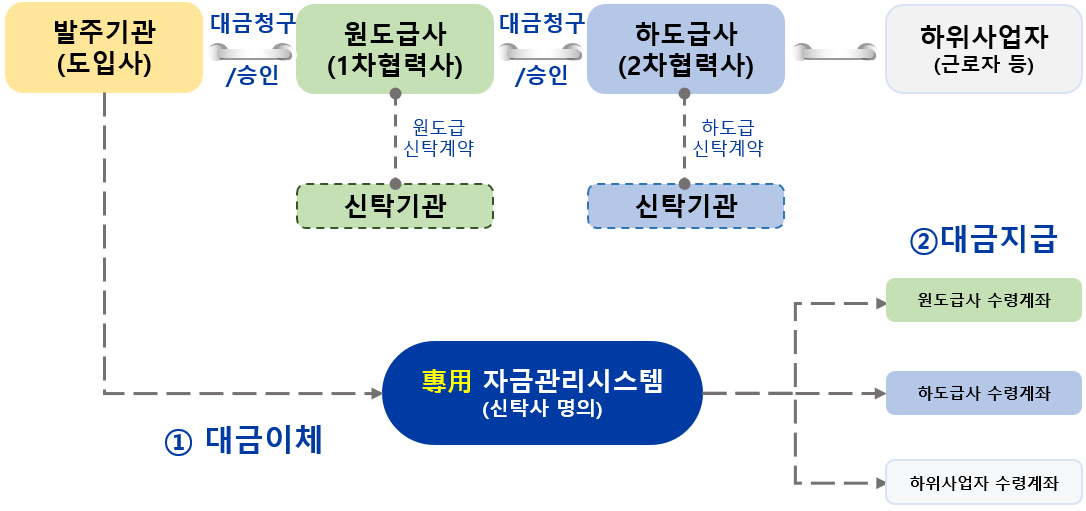 발주기관
(도입사)
대금청구
/승인
원도급사
(1차협력사)
대금청구
/승인
하도급사
(2차협력사)
하위사업자
(근로자 등)
원도급
신탁계약
하도급
신탁계약
신탁기관
신탁기관
②대금지급
원도급사 수령계좌
專用 자금관리시스템
(신탁사 명의)
하도급사 수령계좌
① 대금이체
하위사업자 수령계좌